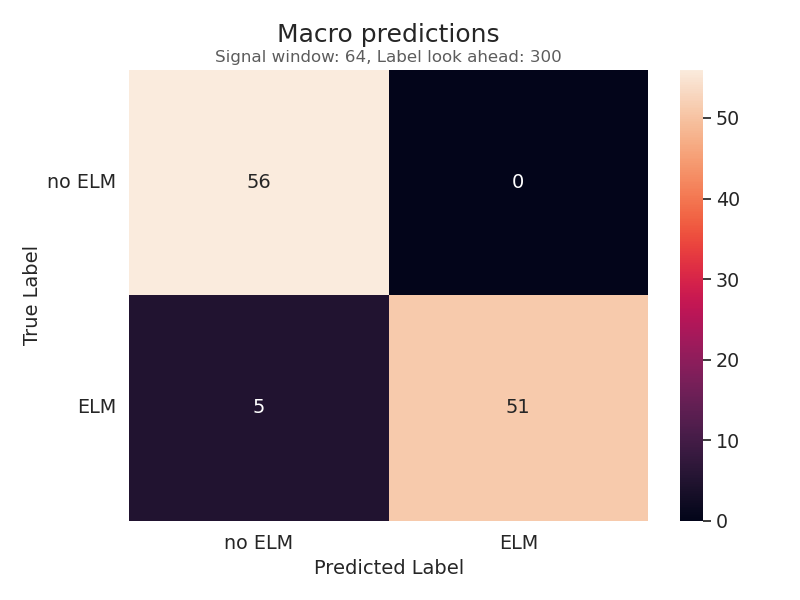 Macro predictions
Signal window: 64, Label look ahead: 300
True Label
no ELM
56
0
ELM
5
51
no ELM
ELM
Predicted Label
50
40
30
20
10
0